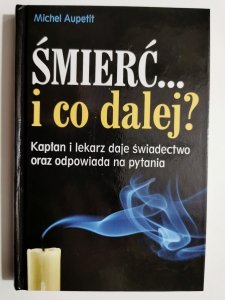 Michel Aupetit
ŚMIERĆ...
i co dalej?
Kapłan i lekarz daje świadectwo
oraz odpowiada na pytania